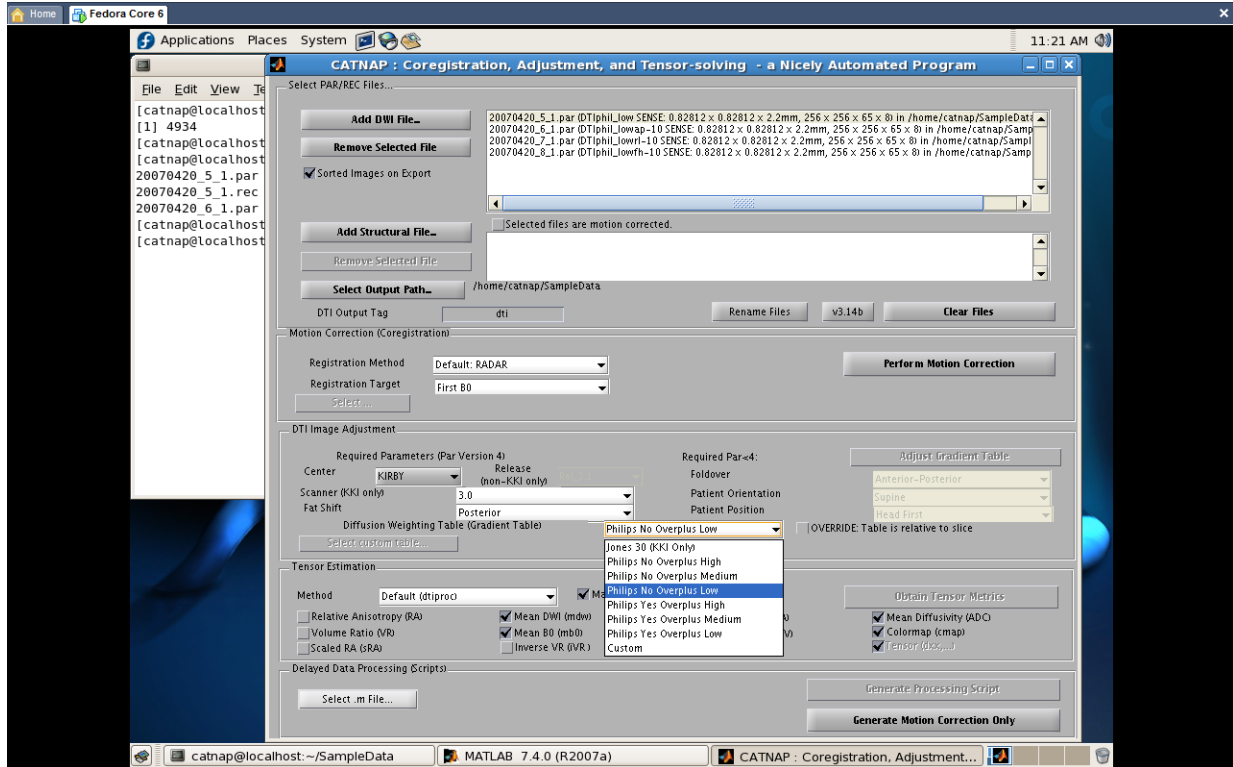 Home Fedora Core 6
Applications Places System 11:21 AM
CATNAP : Coregistration, Adjustment, and Tensor-solving - a Nicely Automated Program
File Edit View Te
[catnap@localhost
[1] 4934
[catnap@localhost
[catnap@localhost
20070420_5_1.par
20070420_5_1.rec
20070420_6_1.par
[catnap@localhost
[catnap@localhost
Select PAR/REC Files...
Add DWI File...
Remove Selected File
Sorted Images on Export
20070420_5_1.par (DTIphil_low SENSE: 0.82812 x 0.82812 x 2.2mm, 256 x 256 x 65 x 8) in /home/catnap/SampleData
20070420_6_1.par (DTIphil_lowap-10 SENSE: 0.82812 x 0.82812 x 2.2mm, 256 x 256 x 65 x 8) in /home/catnap/Samp
20070420_7_1.par (DTIphil_lowrl-10 SENSE: 0.82812 x 0.82812 x 2.2mm, 256 x 256 x 65 x 8) in /home/catnap/Sampl
20070420_8_1.par (DTIphil_lowfh-10 SENSE: 0.82812 x 0.82812 x 2.2mm, 256 x 256 x 65 x 8) in /home/catnap/Samp
Selected files are motion corrected.
Add Structural File...
Remove Selected File
Select Output Path... /home/catnap/SampleData
DTI Output Tag dti Rename Files v3.14b Clear Files
Motion Correction (Coregistration)
Registration Method Default: RADAR Perform Motion Correction
Registration Target First B0
Select ...
DTI Image Adjustment
Required Parameters (Par Version 4) Required Par<4: Adjust Gradient Table
Center KIRBY Release (non-KKI only) Foldover Anterior-Posterior
Scanner (KKI only) 3.0 Patient Orientation Supine
Fat Shift Posterior Patient Position Head First
Diffusion Weighting Table (Gradient Table) Philips No Overplus Low OVERRIDE: Table is relative to slice
Select custom table...
Jones 30 (KKI Only)
Philips No Overplus High
Philips No Overplus Medium
Philips No Overplus Low
Philips Yes Overplus High
Philips Yes Overplus Medium
Philips Yes Overplus Low
Custom
Tensor Estimation
Method Default (dtiproc) Ma Obtain Tensor Metrics
Relative Anisotropy (RA) Mean DWI (mdw) Mean Diffusivity (ADC)
Volume Ratio (VR) Mean B0 (mb0) V) Colormap (cmap)
Scaled RA (sRA) Inverse VR (iVR) Tensor (dxx,...)
Delayed Data Processing (Scripts)
Select .m File... Generate Processing Script
Generate Motion Correction Only
catnap@localhost:~/SampleData MATLAB 7.4.0 (R2007a) CATNAP : Coregistration, Adjustment...